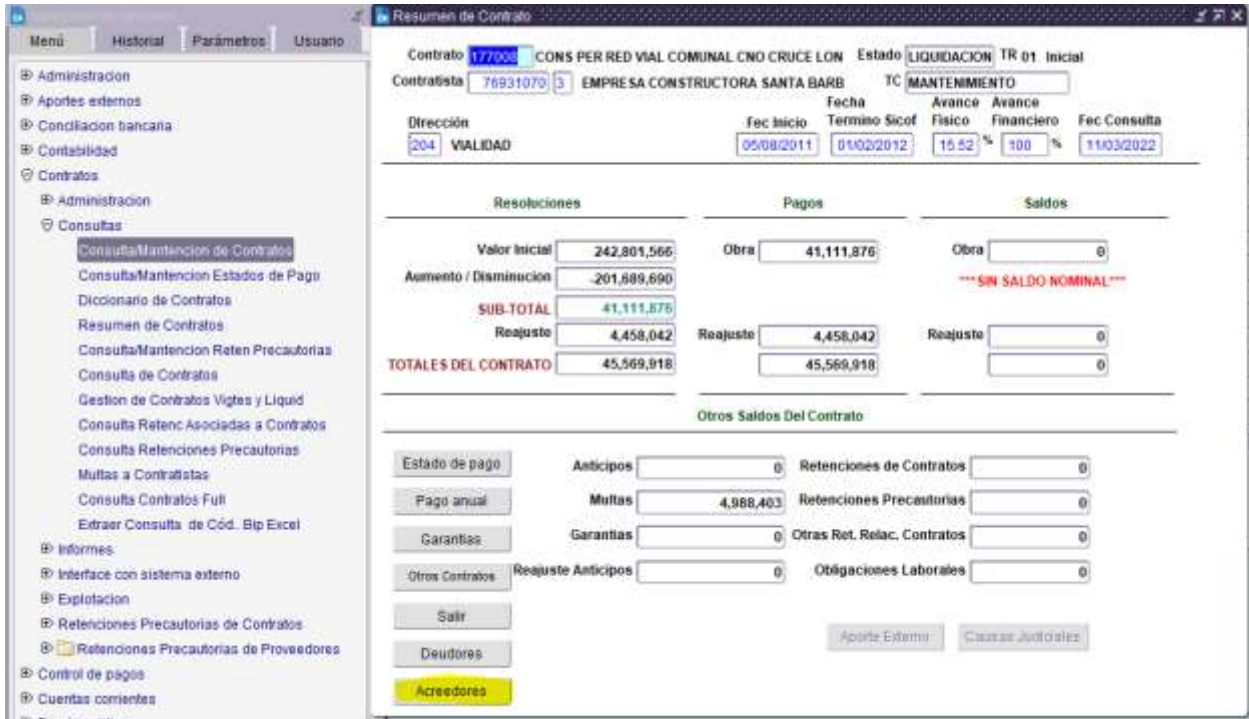 Menú Historial Parámetros Usuario
Administracion
Aportes externos
Conciliacion bancaria
Contabilidad
Contratos
Administracion
Consultas
Consulta/Mantencion de Contratos
Consulta/Mantencion Estados de Pago
Diccionario de Contratos
Resumen de Contratos
Consulta/Mantencion Reten Precautorias
Consulta de Contratos
Gestion de Contratos Vigtes y Liquid
Consulta Retenc Asociadas a Contratos
Consulta Retenciones Precautorias
Multas a Contratistas
Consulta Contratos Full
Extraer Consulta de Cód. Bip Excel
Informes
Interface con sistema externo
Explotacion
Retenciones Precautorias de Contratos
Retenciones Precautorias de Proveedores
Control de pagos
Cuentas corrientes
Resumen de Contrato
Contrato 177008 CONS PER RED VIAL COMUNAL CNO CRUCE LON Estado LIQUIDACION TR 01 Inicial
Contratista 76931070 3 EMPRESA CONSTRUCTORA SANTA BARB TC MANTENIMIENTO
Dirección Fec Inicio Fecha Termino Sicof Avance Fisico Avance Financiero Fec Consulta
204 VIALIDAD 05/08/2011 01/02/2012 15.52 % 100 % 11/03/2022
Resoluciones Pagos Saldos
Valor Inicial 242,801,566 Obra 41,111,876 Obra 0
Aumento / Disminucion -201,689,690 ***SIN SALDO NOMINAL***
SUB-TOTAL 41,111,876
Reajuste 4,458,042 Reajuste 4,458,042 Reajuste 0
TOTALES DEL CONTRATO 45,569,918 45,569,918 0
Otros Saldos Del Contrato
Estado de pago Anticipos 0 Retenciones de Contratos 0
Pago anual Multas 4,988,403 Retenciones Precautorias 0
Garantias Garantias 0 Otras Ret. Relac. Contratos 0
Otros Contratos Reajuste Anticipos 0 Obligaciones Laborales 0
Salir
Aporte Externo Causas Judiciales
Deudores
Acreedores